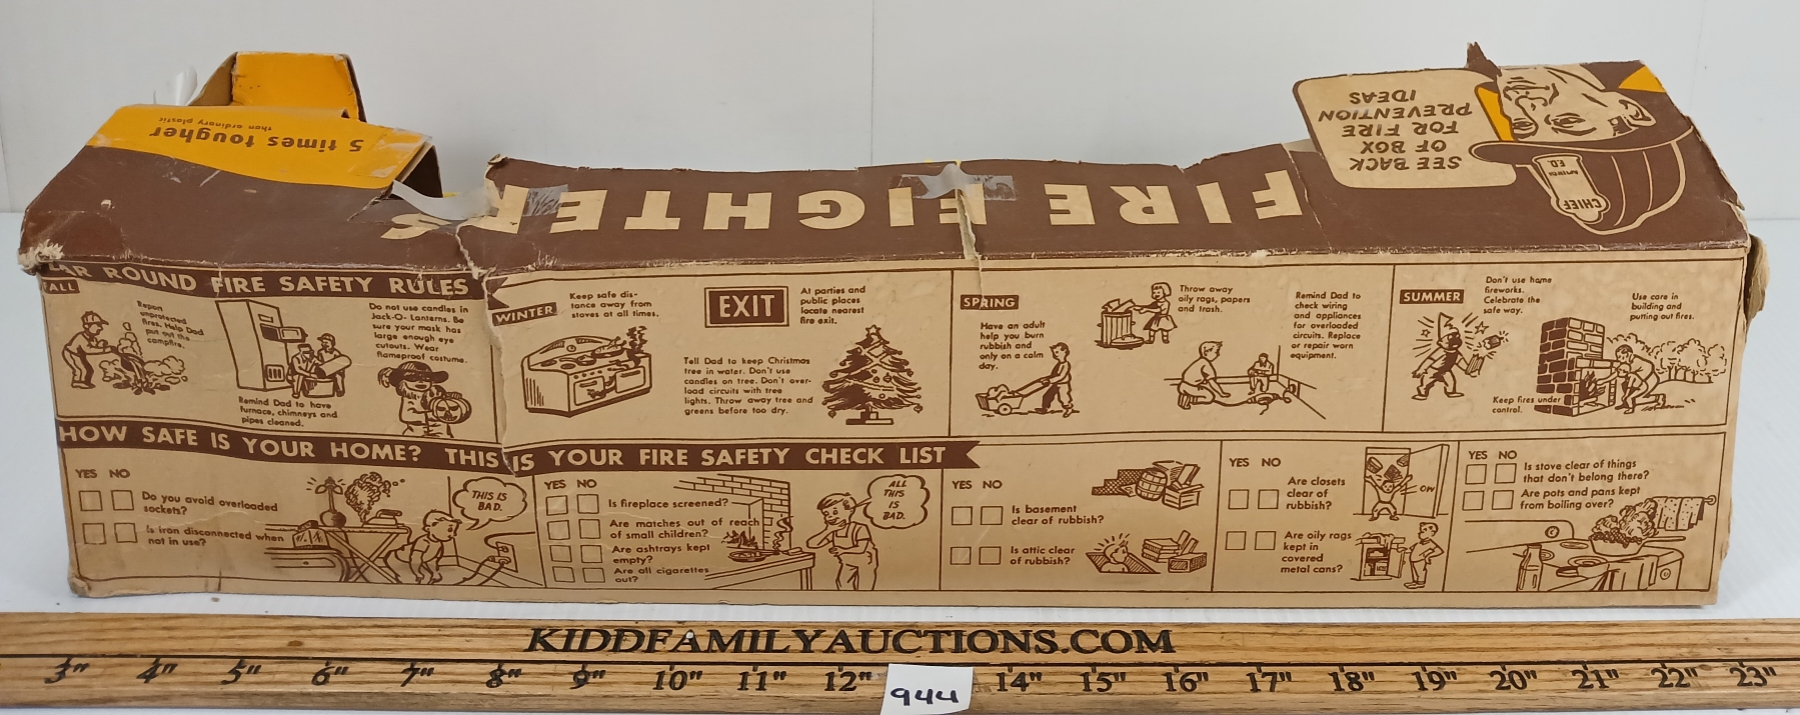 5 times tougher
than ordinary plastic
SEE BACK
OF BOX
FOR FIRE
PREVENTION
IDEAS
CHIEF
ED.
FIRE FIGHTERS
YEAR ROUND FIRE SAFETY RULES
FALL
Report
unprotected
fires. Help Dad
put out the
campfire.
Remind Dad to have
furnace, chimneys and
pipes cleaned.
Do not use candles in
Jack-O- Lanterns. Be
sure your mask has
large enough eye
cutouts. Wear
flameproof costume.
WINTER
Keep safe dis-
tance away from
stoves at all times.
EXIT
At parties and
public places
locate nearest
fire exit.
Tell Dad to keep Christmas
tree in water. Don't use
candles on tree. Don't over-
load circuits with tree
lights. Throw away tree and
greens before too dry.
SPRING
Have an adult
help you burn
rubbish and
only on a calm
day.
Throw away
oily rags, papers
and trash.
Remind Dad to
check wiring
and appliances
for overloaded
circuits. Replace
or repair worn
equipment.
SUMMER
Don't use home
fireworks.
Celebrate the
safe way.
Use care in
building and
putting out fires.
Keep fires under
control.
HOW SAFE IS YOUR HOME? THIS IS YOUR FIRE SAFETY CHECK LIST
YES NO
Do you avoid overloaded
sockets?
Is iron disconnected when
not in use?
THIS IS
BAD.
YES NO
Is fireplace screened?
Are matches out of reach
of small children?
Are ashtrays kept
empty?
Are all cigarettes
out?
ALL
THIS
IS
BAD.
YES NO
Is basement
clear of rubbish?
Is attic clear
of rubbish?
YES NO
Are closets
clear of
rubbish?
OW
Are oily rags
kept in
covered
metal cans?
YES NO
Is stove clear of things
that don't belong there?
Are pots and pans kept
from boiling over?
KIDDFAMILYAUCTIONS.COM
3" 4" 5" 6" 7" 8" 9" 10" 11" 12" 14" 15" 16" 17" 18" 19" 20" 21" 22" 23"
944